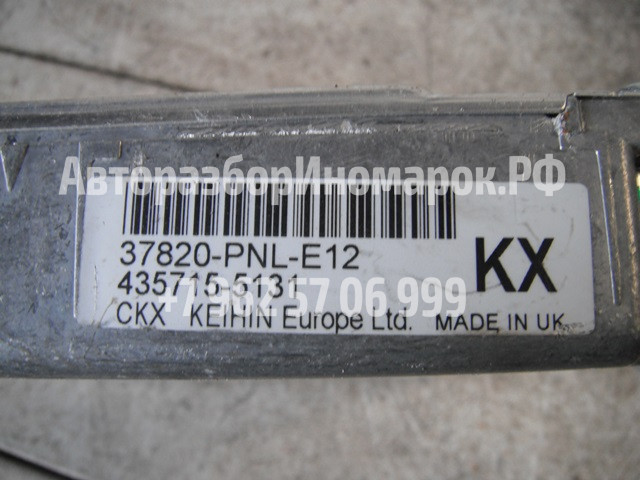 АвторазборИномарок.РФ
37820-PNL-E12
KX
435715-5131
+7 962 57 06 999
CKX KEIHIN Europe Ltd. MADE IN UK